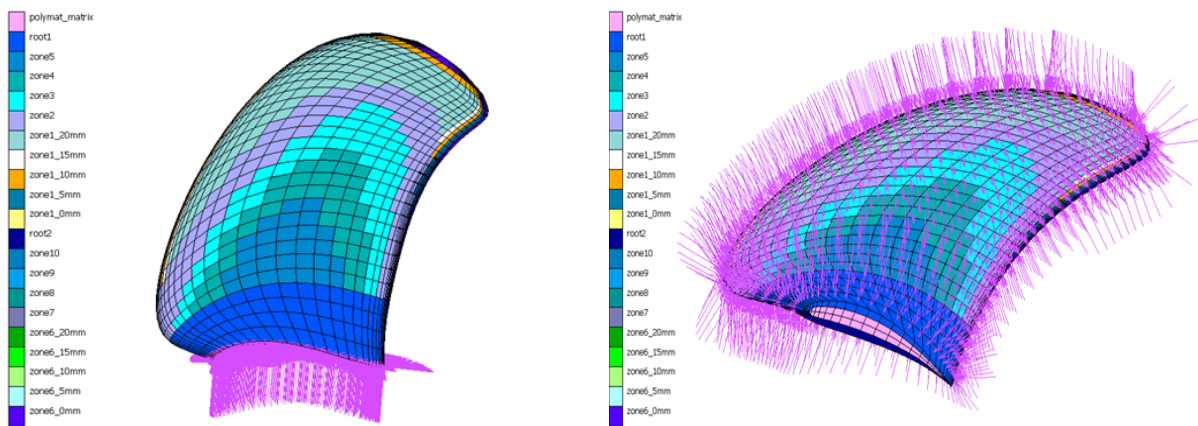 polymat_matrix
root1
zone5
zone4
zone3
zone2
zone1_20mm
zone1_15mm
zone1_10mm
zone1_5mm
zone1_0mm
root2
zone10
zone9
zone8
zone7
zone6_20mm
zone6_15mm
zone6_10mm
zone6_5mm
zone6_0mm
polymat_matrix
root1
zone5
zone4
zone3
zone2
zone1_20mm
zone1_15mm
zone1_10mm
zone1_5mm
zone1_0mm
root2
zone10
zone9
zone8
zone7
zone6_20mm
zone6_15mm
zone6_10mm
zone6_5mm
zone6_0mm